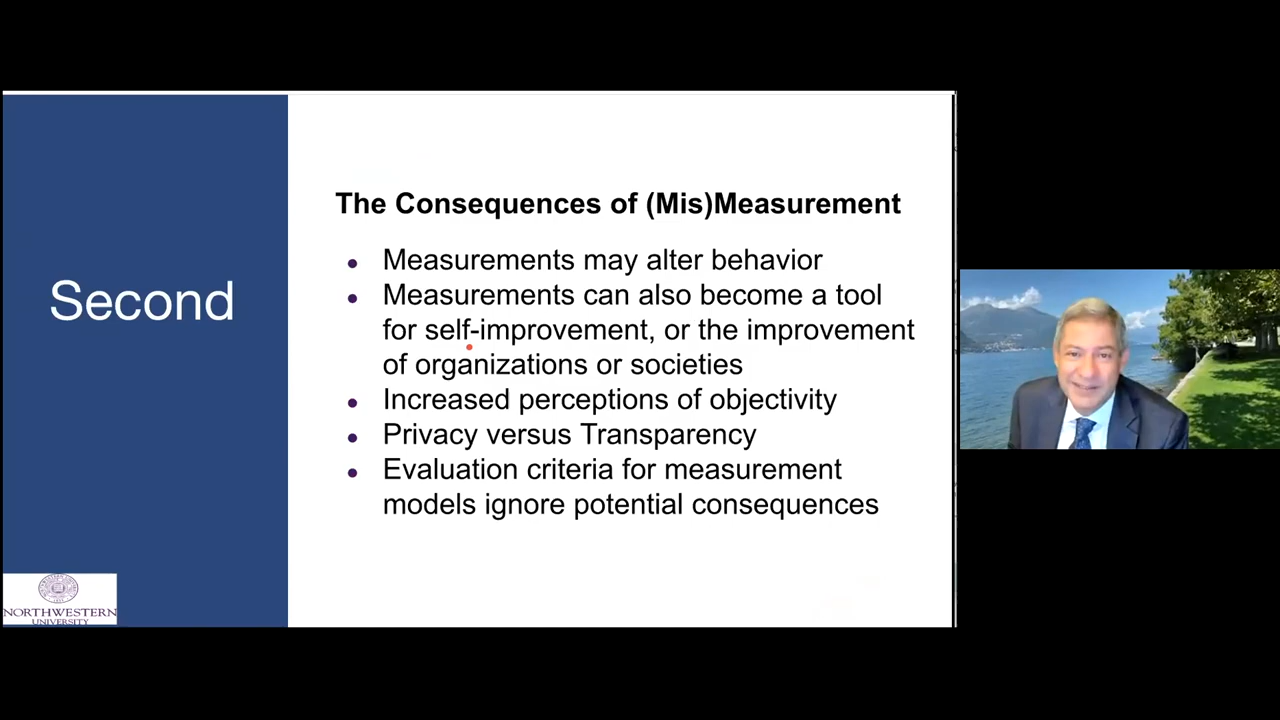 Second
The Consequences of (Mis)Measurement
Measurements may alter behavior
Measurements can also become a tool
for self-improvement, or the improvement
of organizations or societies
Increased perceptions of objectivity
Privacy versus Transparency
Evaluation criteria for measurement
models ignore potential consequences
NORTHWESTERN
UNIVERSITY